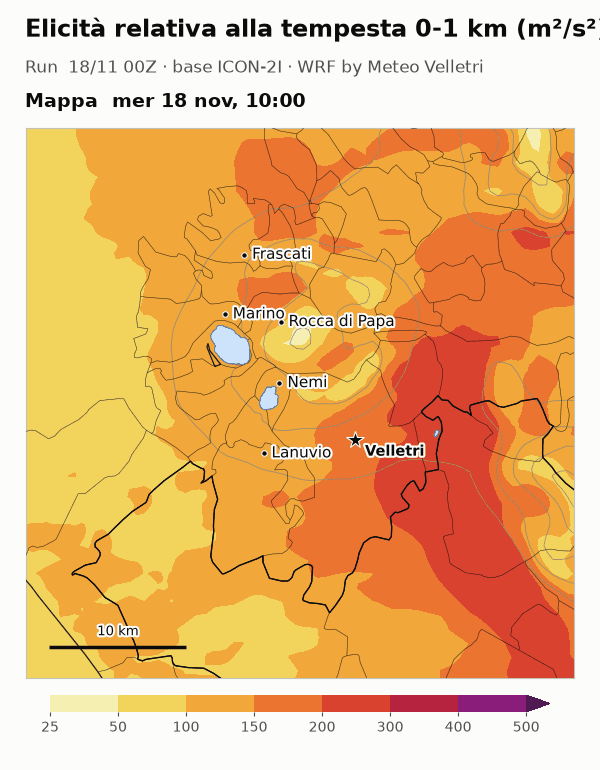 Elicità relativa alla tempesta 0-1 km (m²/s²)
Run  18/11 00Z · base ICON-2I · WRF by Meteo Velletri
Mappa  mer 18 nov, 10:00
Frascati
Marino
Rocca di Papa
Nemi
Velletri
Lanuvio
10 km
25 50 100 150 200 300 400 500